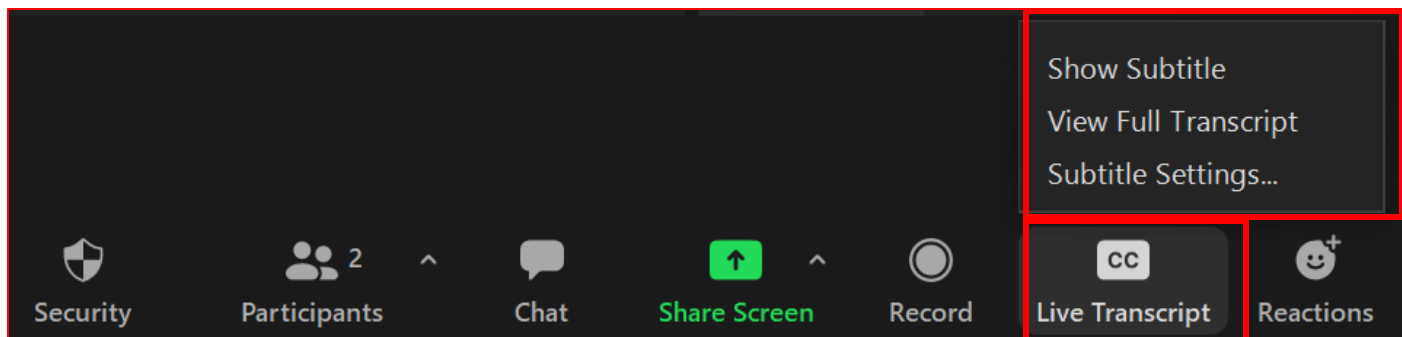 Show Subtitle
View Full Transcript
Subtitle Settings...
2
CC
Security
Participants
Chat
Share Screen
Record
Live Transcript
Reactions